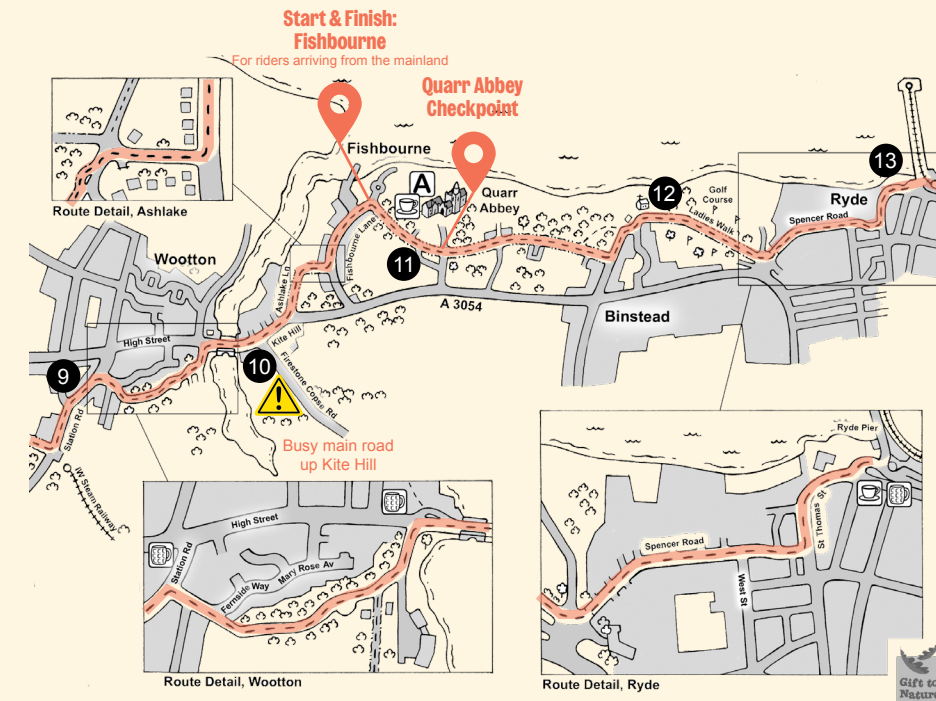 Start & Finish:
Fishbourne
For riders arriving from the mainland
Quarr Abbey
Checkpoint
Fishbourne
A
Quarr
Abbey
12
Golf
Course
Ladies Walk
13
Ryde
Spencer Road
Route Detail, Ashlake
Wootton
Fishbourne Lane
11
Ashlake Ln
A 3054
Binstead
High Street
Kite Hill
9
10
Firestone Copse Rd
Station Rd
Busy main road
up Kite Hill
IW Steam Railway
High Street
Station Rd
Mary Rose Av
Fernside Way
Route Detail, Wootton
Ryde Pier
St Thomas St
Spencer Road
West St
Route Detail, Ryde
Gift to
Nature